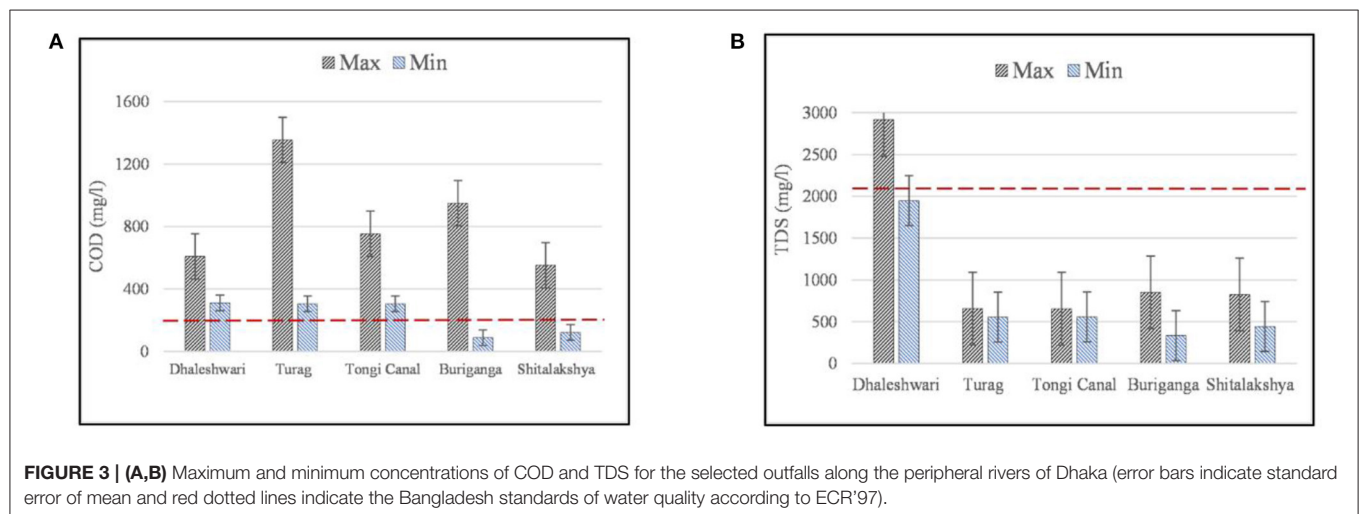 A
Max Min
COD (mg/l)
1600
1200
800
400
0
Dhaleshwari Turag Tongi Canal Buriganga Shitalakshya
B
Max Min
TDS (mg/l)
3000
2500
2000
1500
1000
500
0
Dhaleshwari Turag Tongi Canal Buriganga Shitalakshya
FIGURE 3 | (A,B) Maximum and minimum concentrations of COD and TDS for the selected outfalls along the peripheral rivers of Dhaka (error bars indicate standard
error of mean and red dotted lines indicate the Bangladesh standards of water quality according to ECR'97).